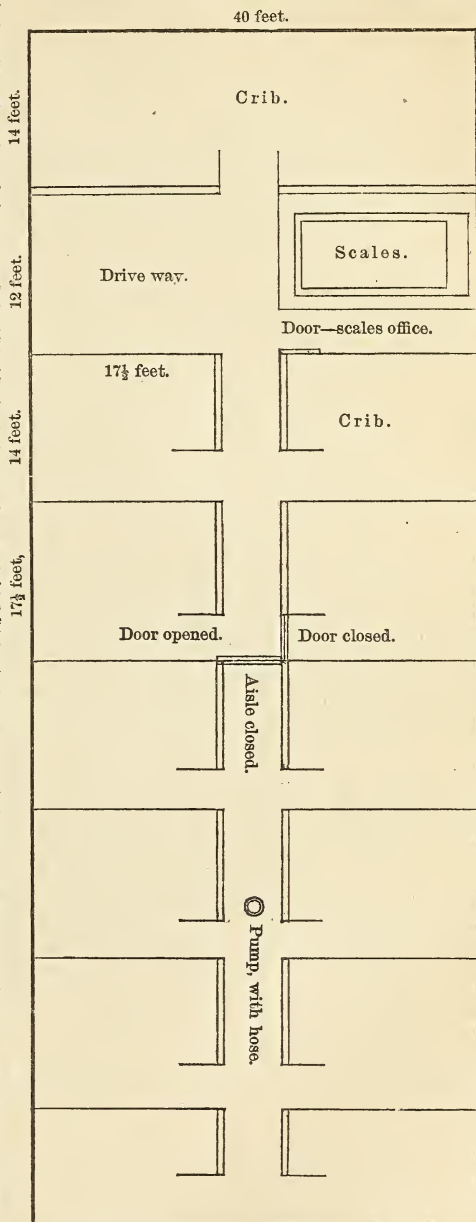 40 feet.
Crib.
14 feet.
Scales.
Drive way.
12 feet.
Door—scales office.
17½ feet.
Crib.
14 feet.
17½ feet,
Door opened.
Door closed.
Aisle closed.
Pump, with hose.